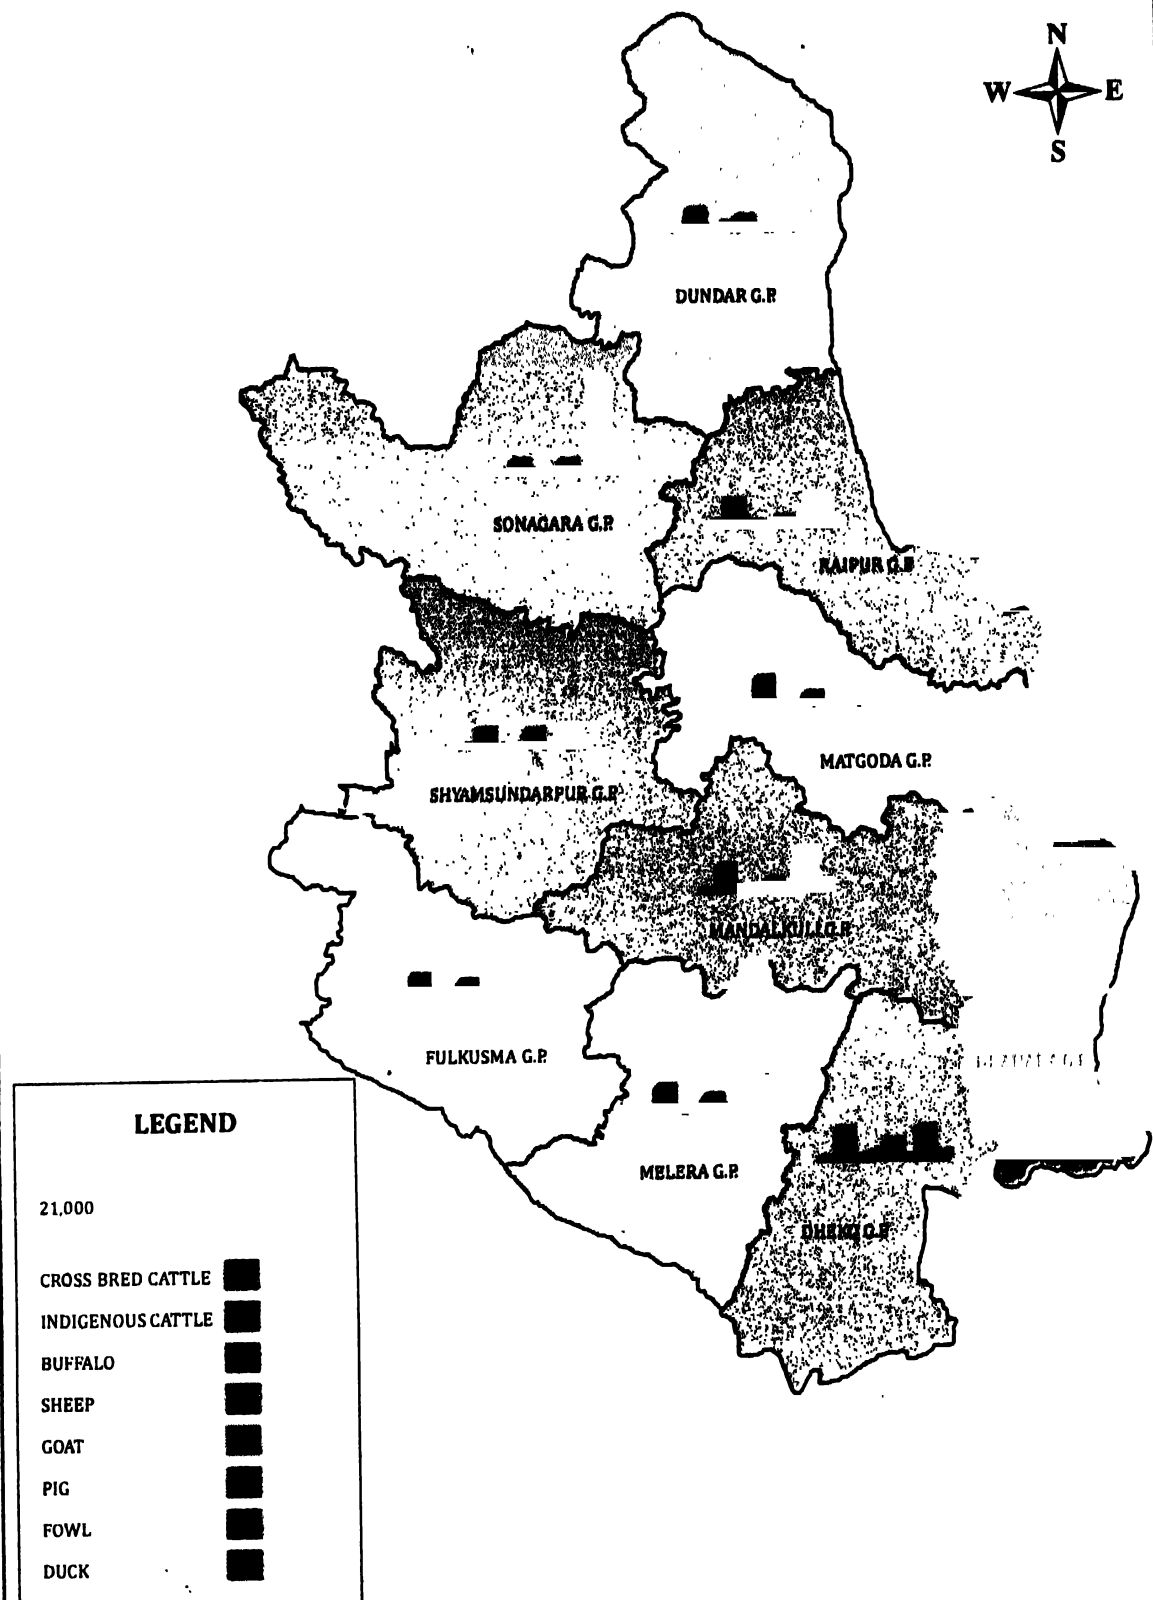 N
W E
S
DUNDAR G.P.
SONAGARA G.P.
RAIPUR G.P
MATGODA G.P.
SHYAMSUNDARPUR G.P.
MANDALKULI G.P.
FULKUSMA G.P.
MELERA G.P.
DHEKO G.P.
LEGEND
21,000
CROSS BRED CATTLE
INDIGENOUS CATTLE
BUFFALO
SHEEP
GOAT
PIG
FOWL
DUCK